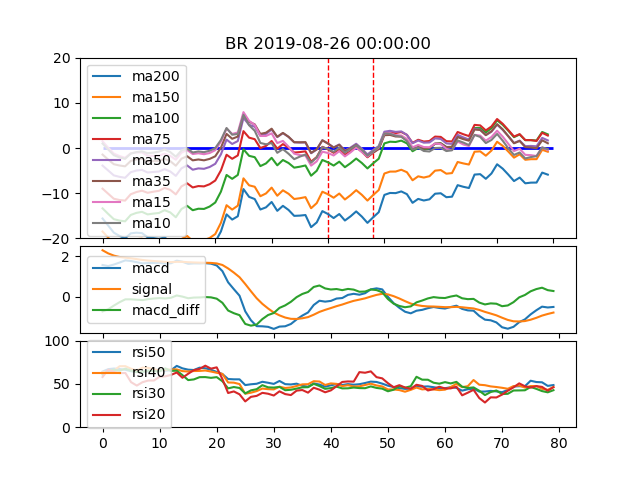 BR 2019-08-26 00:00:00
20
10
0
−10
−20
ma200
ma150
ma100
ma75
ma50
ma35
ma15
ma10
2
0
macd
signal
macd_diff
100
50
0
rsi50
rsi40
rsi30
rsi20
0 10 20 30 40 50 60 70 80